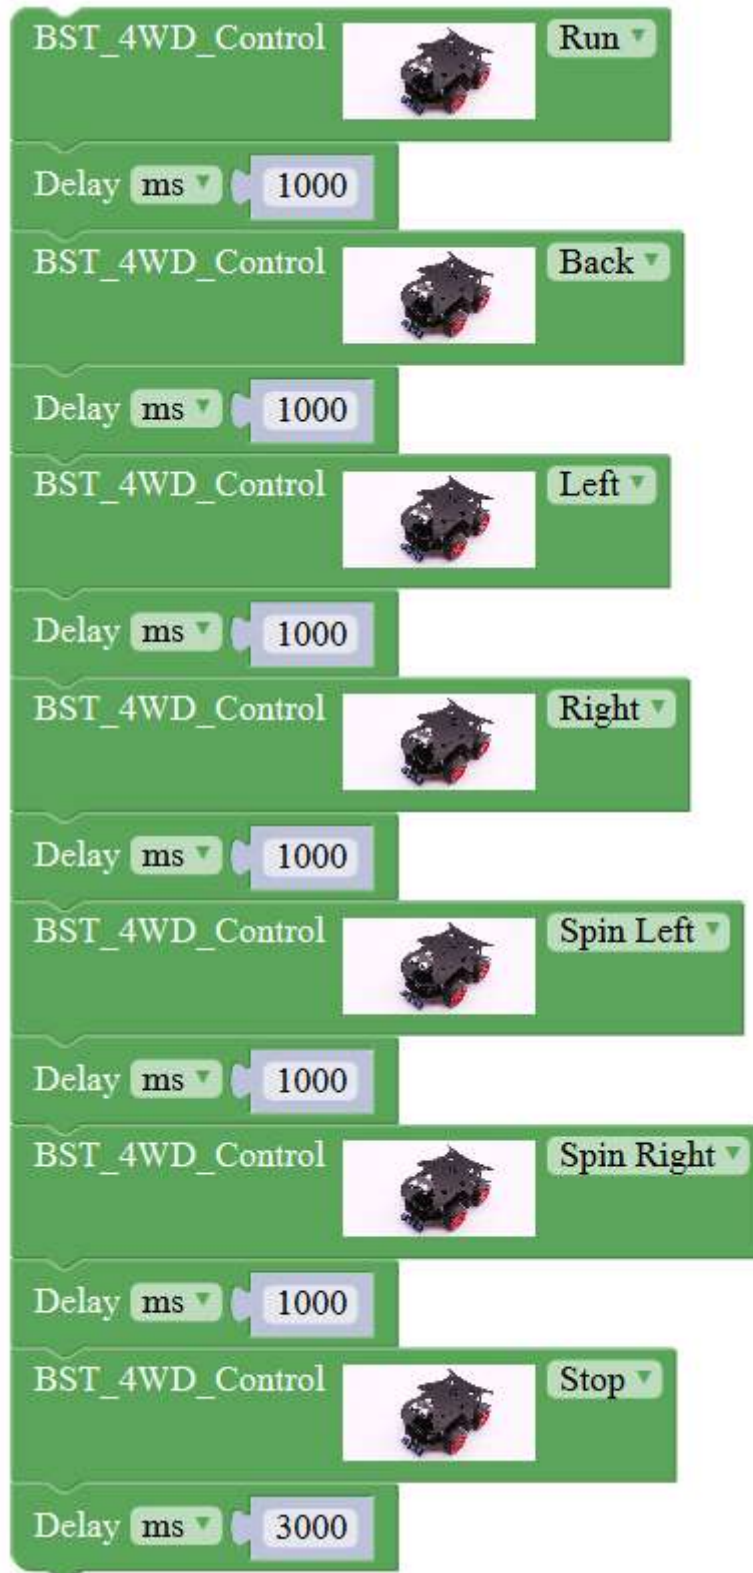 BST_4WD_Control Run
Delay ms 1000
BST_4WD_Control Back
Delay ms 1000
BST_4WD_Control Left
Delay ms 1000
BST_4WD_Control Right
Delay ms 1000
BST_4WD_Control Spin Left
Delay ms 1000
BST_4WD_Control Spin Right
Delay ms 1000
BST_4WD_Control Stop
Delay ms 3000